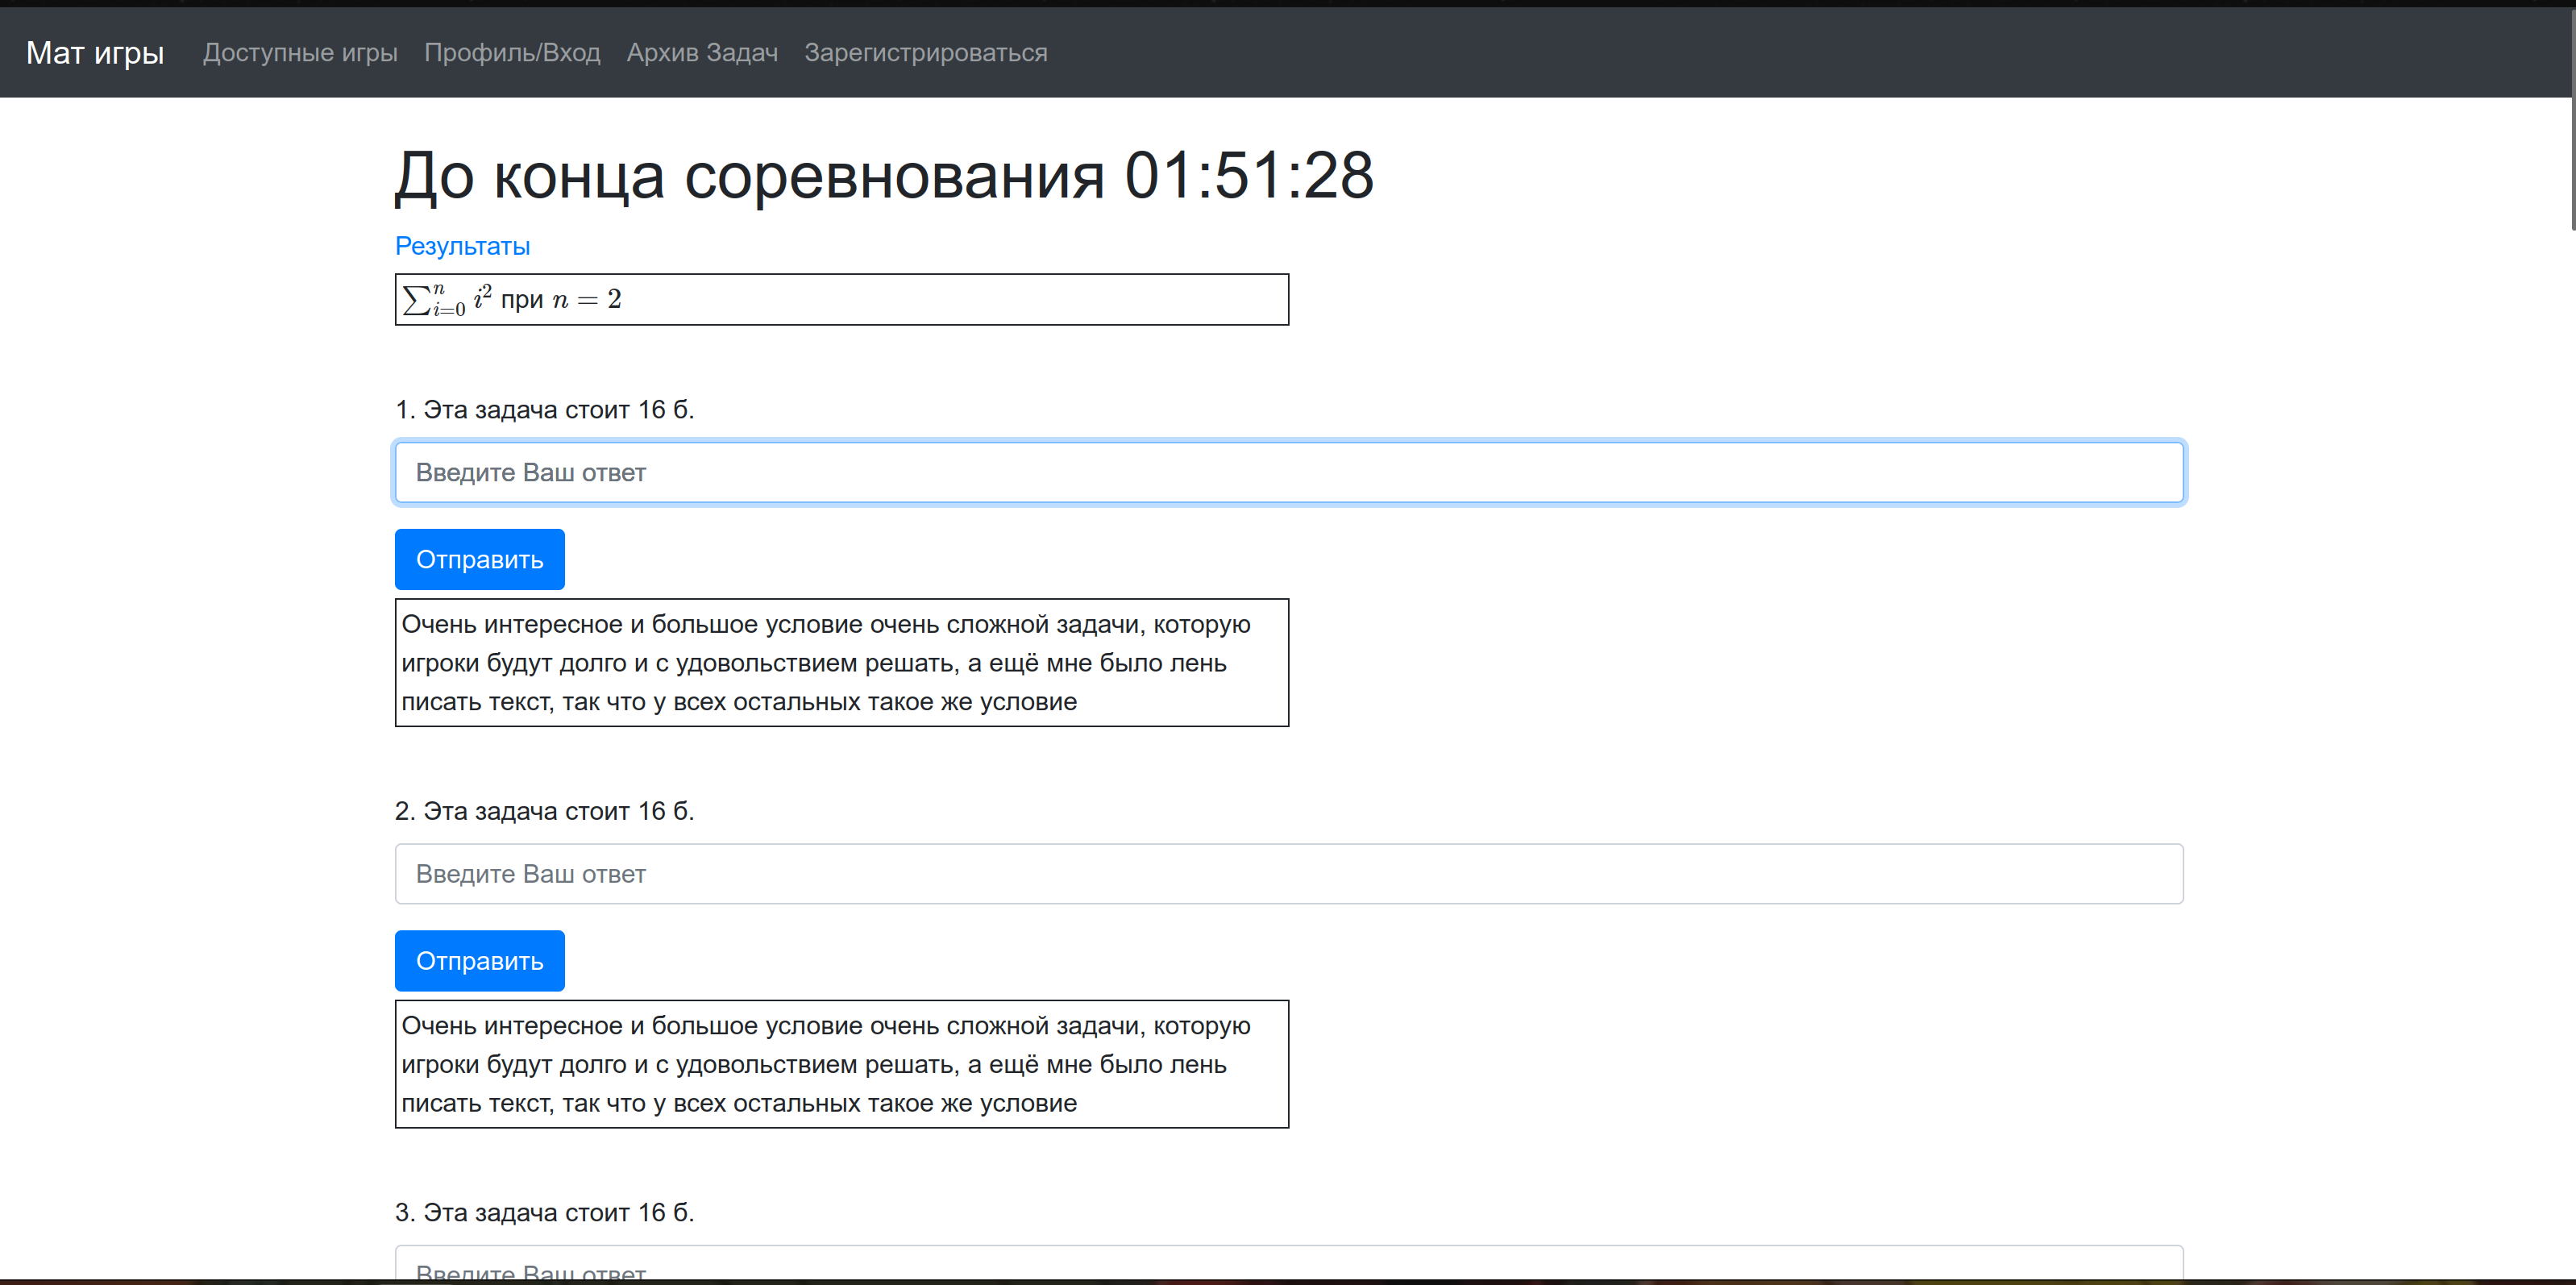 Мат игры Доступные игры Профиль/Вход Архив Задач Зарегистрироваться
До конца соревнования 01:51:28
Результаты
∑_{i=0}^{n} i² при n = 2
1. Эта задача стоит 16 б.
Введите Ваш ответ
Отправить
Очень интересное и большое условие очень сложной задачи, которую
игроки будут долго и с удовольствием решать, а ещё мне было лень
писать текст, так что у всех остальных такое же условие
2. Эта задача стоит 16 б.
Введите Ваш ответ
Отправить
Очень интересное и большое условие очень сложной задачи, которую
игроки будут долго и с удовольствием решать, а ещё мне было лень
писать текст, так что у всех остальных такое же условие
3. Эта задача стоит 16 б.
Введите Ваш ответ